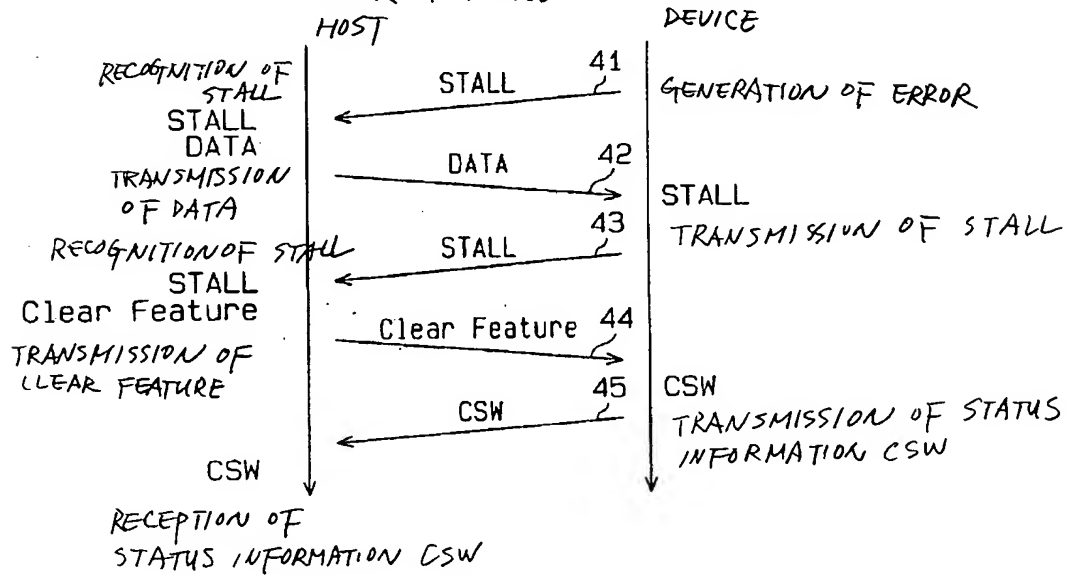 HOST
DEVICE
RECOGNITION OF
STALL
STALL
41
GENERATION OF ERROR
STALL
DATA
TRANSMISSION
OF DATA
DATA
42
STALL
TRANSMISSION OF STALL
RECOGNITION OF STALL
STALL
43
STALL
Clear Feature
TRANSMISSION OF
CLEAR FEATURE
Clear Feature
44
CSW
TRANSMISSION OF STATUS
INFORMATION CSW
CSW
45
CSW
RECEPTION OF
STATUS INFORMATION CSW